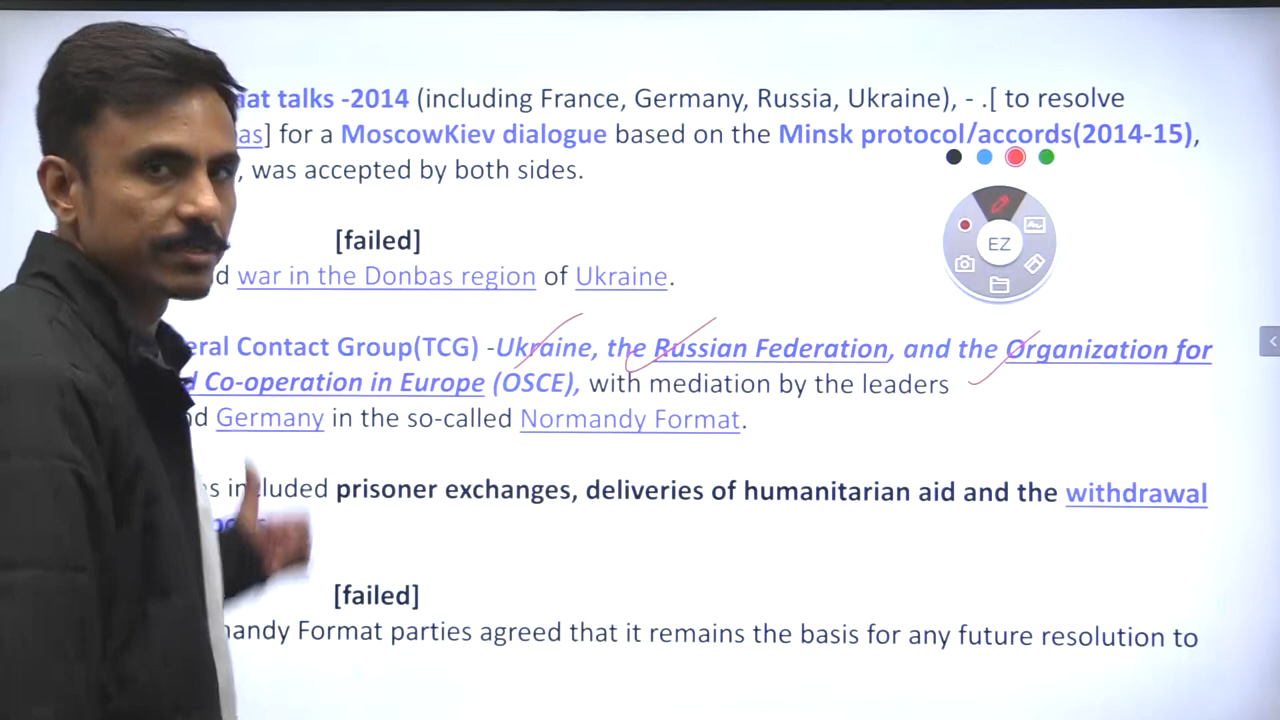 mat talks -2014 (including France, Germany, Russia, Ukraine), - .[ to resolve
as] for a MoscowKiev dialogue based on the Minsk protocol/accords(2014-15),
, was accepted by both sides.
[failed]
d war in the Donbas region of Ukraine.
EZ
eral Contact Group(TCG) -Ukraine, the Russian Federation, and the Organization for
d Co-operation in Europe (OSCE), with mediation by the leaders
nd Germany in the so-called Normandy Format.
s included prisoner exchanges, deliveries of humanitarian aid and the withdrawal
[failed]
mandy Format parties agreed that it remains the basis for any future resolution to